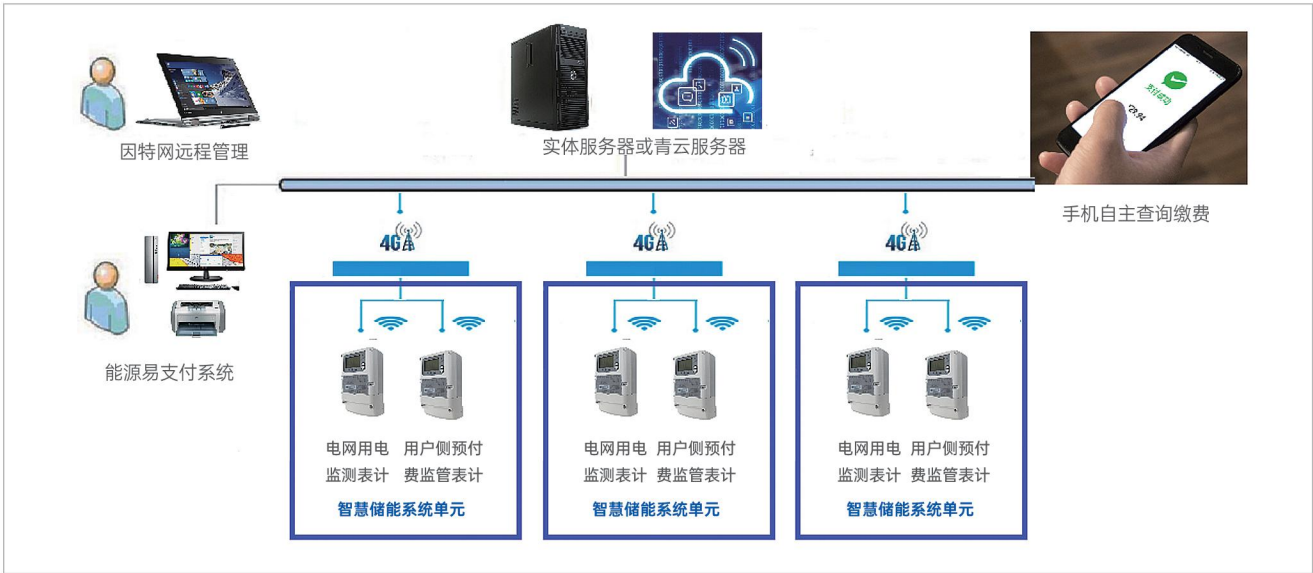 支付成功
¥29.94
因特网远程管理
实体服务器或青云服务器
手机自主查询缴费
4G
4G
4G
能源易支付系统
电网用电 用户侧预付
监测表计 费监管表计
智慧储能系统单元
电网用电 用户侧预付
监测表计 费监管表计
智慧储能系统单元
电网用电 用户侧预付
监测表计 费监管表计
智慧储能系统单元